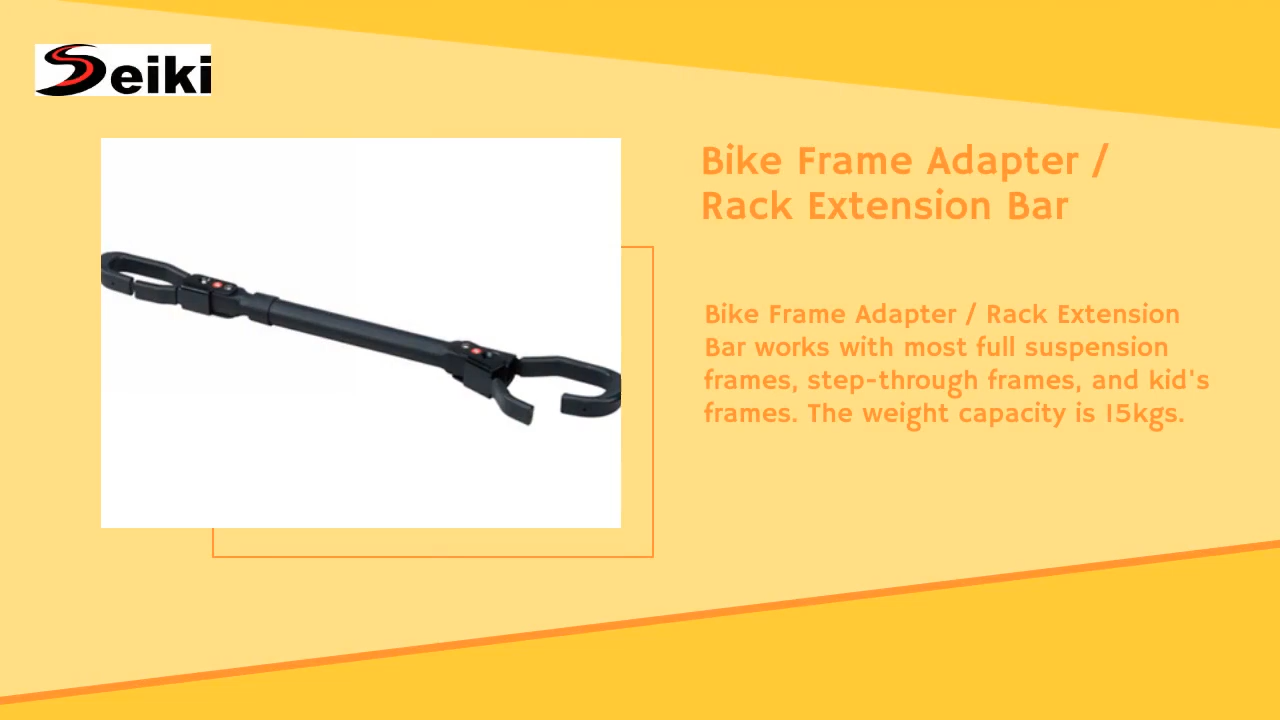 Seiki
Bike Frame Adapter /
Rack Extension Bar
Bike Frame Adapter / Rack Extension
Bar works with most full suspension
frames, step-through frames, and kid's
frames. The weight capacity is 15kgs.